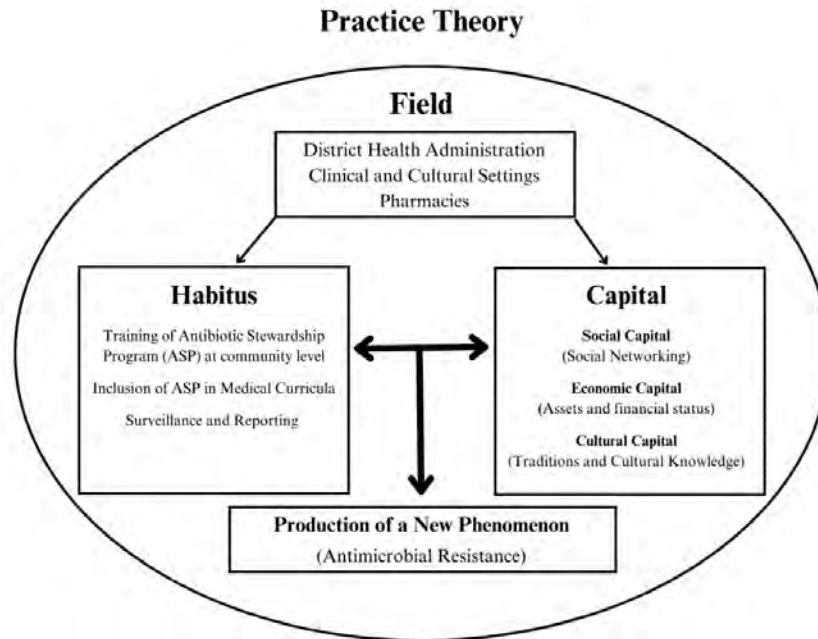 Practice Theory
Field
District Health Administration
Clinical and Cultural Settings
Pharmacies
Habitus
Training of Antibiotic Stewardship
Program (ASP) at community level
Inclusion of ASP in Medical Curricula
Surveillance and Reporting
Capital
Social Capital
(Social Networking)
Economic Capital
(Assets and financial status)
Cultural Capital
(Traditions and Cultural Knowledge)
Production of a New Phenomenon
(Antimicrobial Resistance)